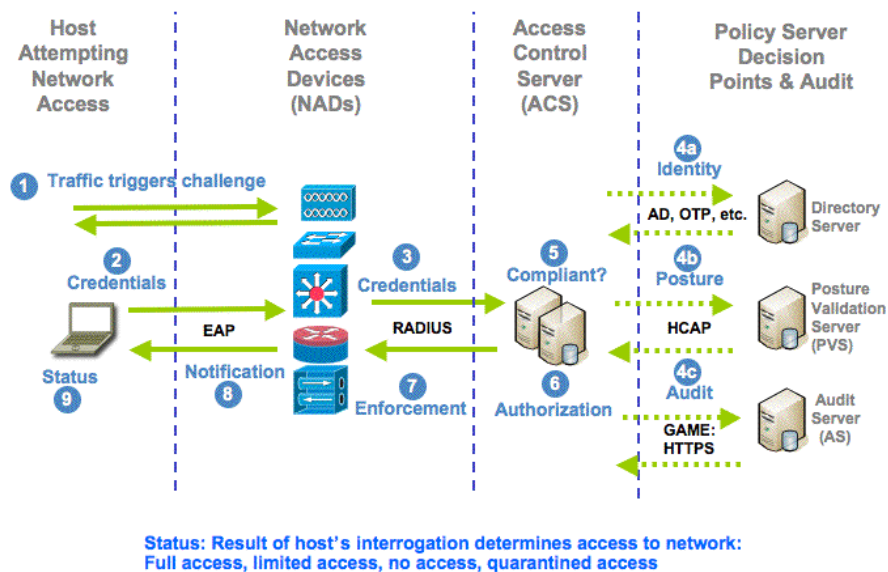 Host
Attempting
Network
Access
Network
Access
Devices
(NADs)
Access
Control
Server
(ACS)
Policy Server
Decision
Points & Audit
1 Traffic triggers challenge
2
Credentials
3
Credentials
EAP
RADIUS
Status
9
Notification
8
7
Enforcement
5
Compliant?
6
Authorization
4a
Identity
AD, OTP, etc.
Directory
Server
4b
Posture
HCAP
Posture
Validation
Server
(PVS)
4c
Audit
GAME:
HTTPS
Audit
Server
(AS)
Status: Result of host's interrogation determines access to network:
Full access, limited access, no access, quarantined access